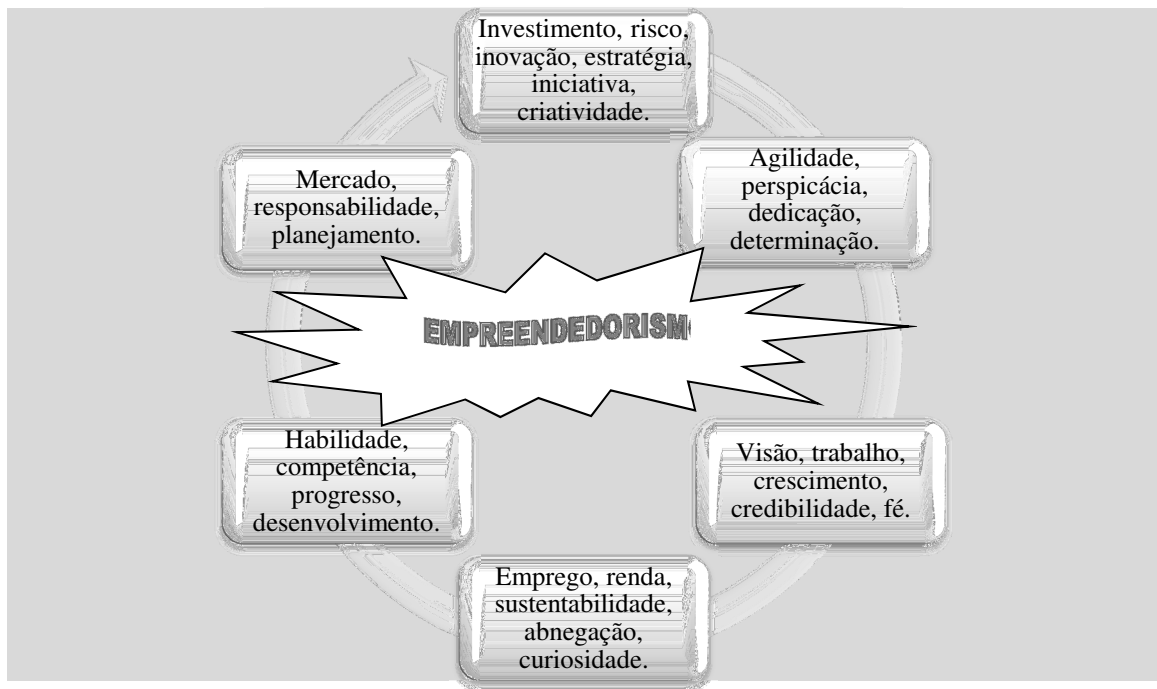 Investimento, risco,
inovação, estratégia,
iniciativa,
criatividade.
Agilidade,
perspicácia,
dedicação,
determinação.
Mercado,
responsabilidade,
planejamento.
EMPREENDEDORISM
Habilidade,
competência,
progresso,
desenvolvimento.
Visão, trabalho,
crescimento,
credibilidade, fé.
Emprego, renda,
sustentabilidade,
abnegação,
curiosidade.